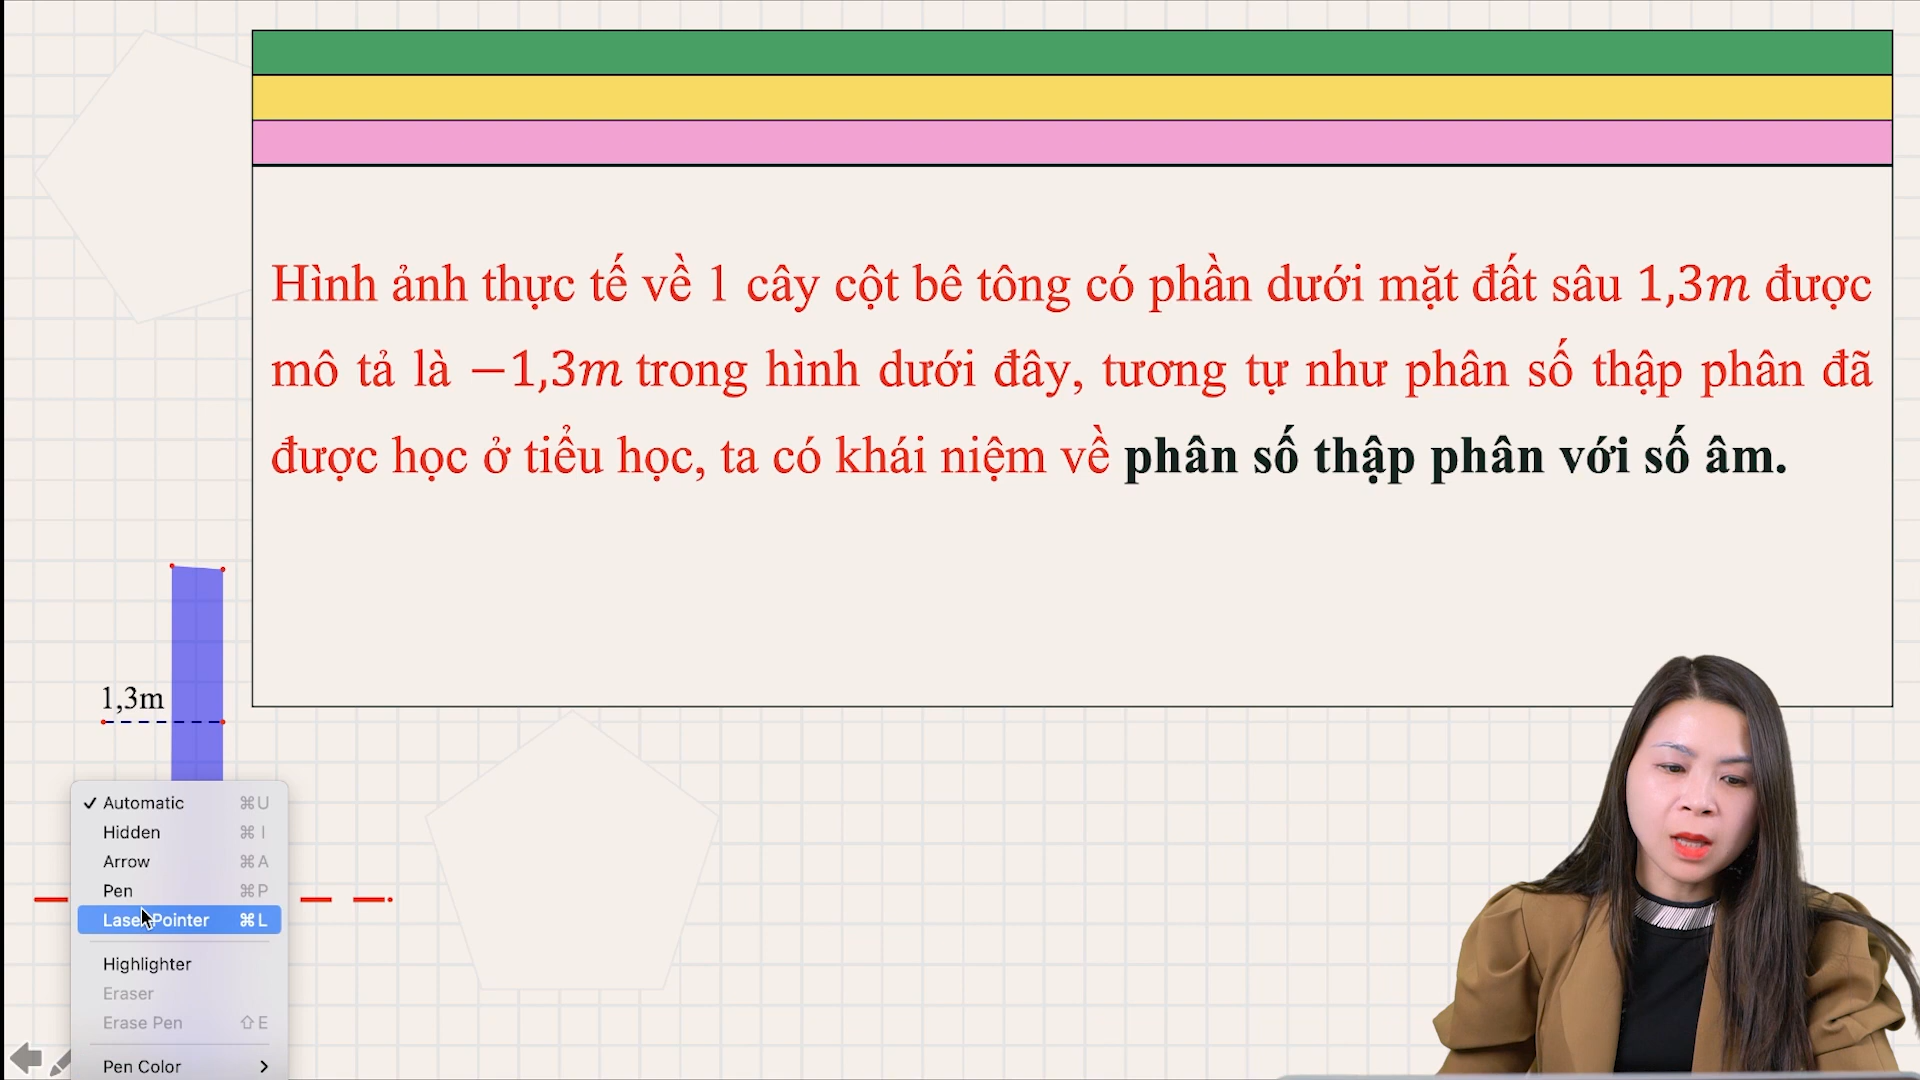 Hình ảnh thực tế về 1 cây cột bê tông có phần dưới mặt đất sâu 1,3m được
mô tả là −1,3m trong hình dưới đây, tương tự như phân số thập phân đã
được học ở tiểu học, ta có khái niệm về phân số thập phân với số âm.
1,3m
✓ Automatic ⌘U
Hidden ⌘I
Arrow ⌘A
Pen ⌘P
Laser Pointer ⌘L
Highlighter
Eraser
Erase Pen ⇧E
Pen Color >